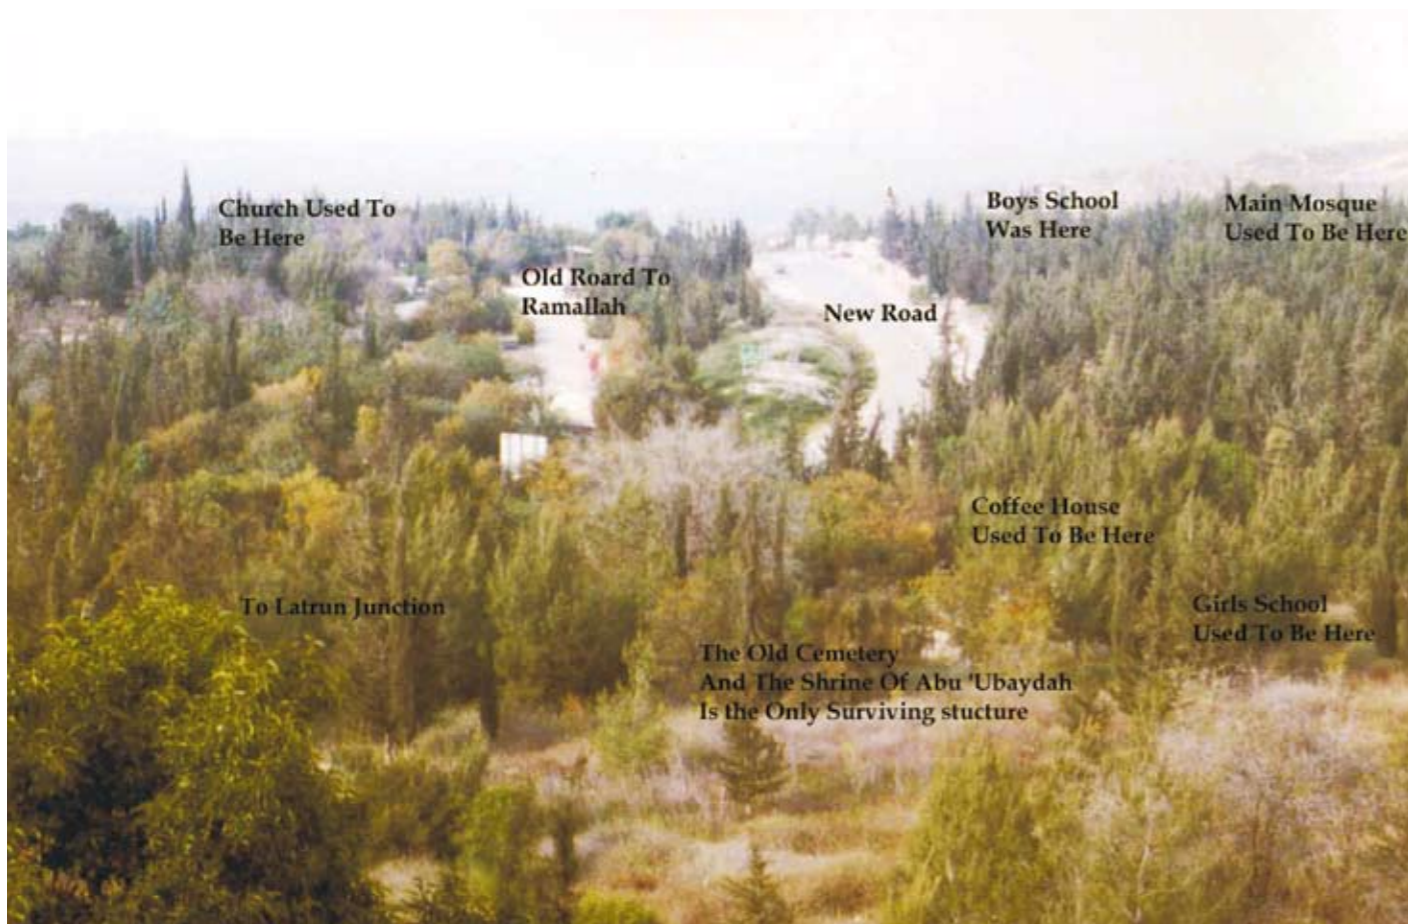 Church Used To
Be Here
Boys School
Was Here
Main Mosque
Used To Be Here
Old Roard To
Ramallah
New Road
Coffee House
Used To Be Here
To Latrun Junction
Girls School
Used To Be Here
The Old Cemetery
And The Shrine Of Abu 'Ubaydah
Is the Only Surviving stucture